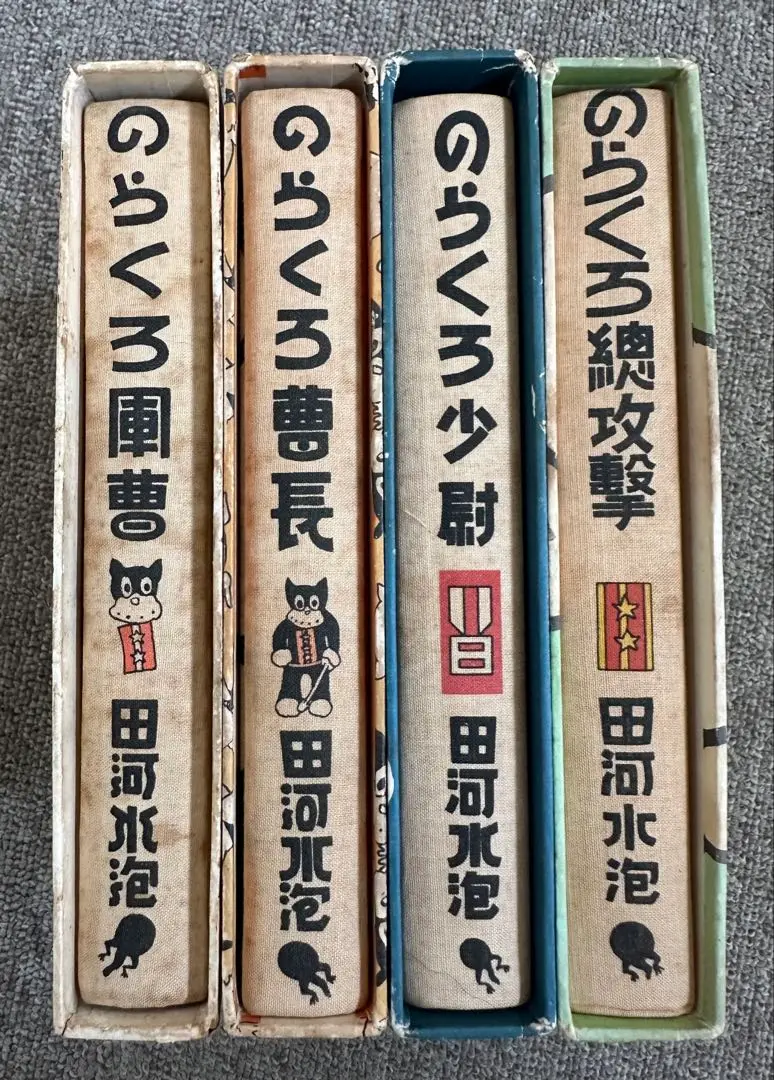 のらくろ軍曹
田河水泡
のらくろ曹長
田河水泡
のらくろ少尉
田河水泡
のらくろ總攻撃
田河水泡